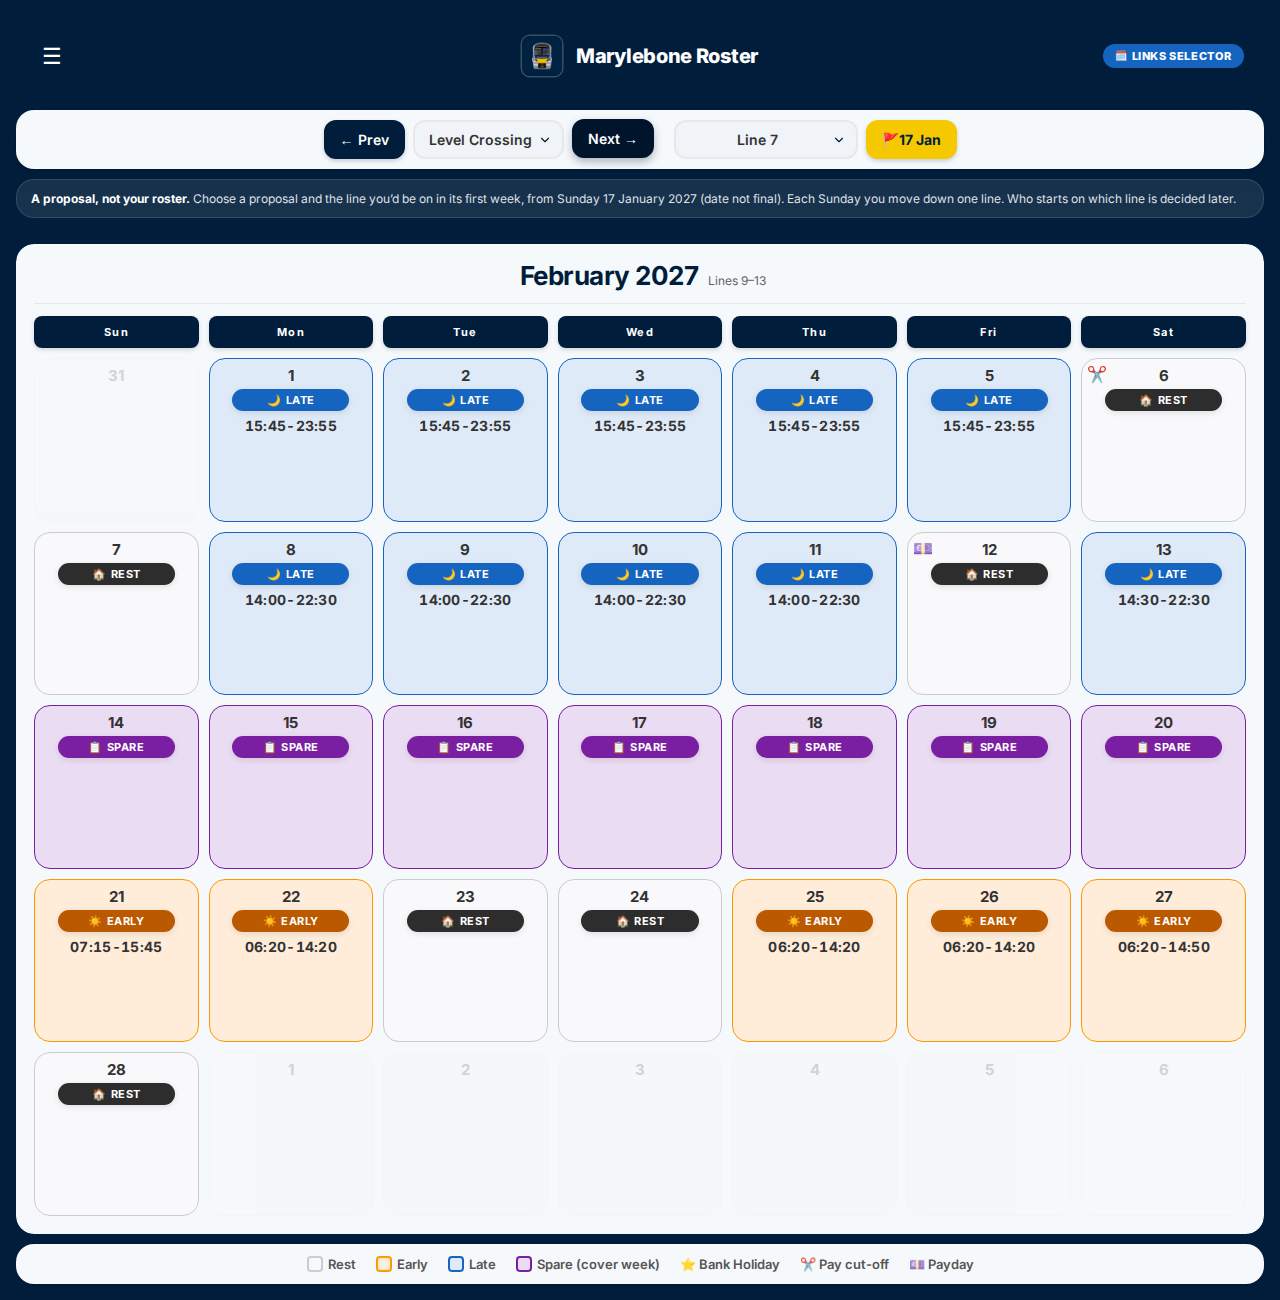 ☰ Marylebone Roster 🗓️ LINKS SELECTOR
← Prev Level Crossing Next → Line 7 🚩17 Jan
A proposal, not your roster. Choose a proposal and the line you'd be on in its first week, from Sunday 17 January 2027 (date not final). Each Sunday you move down one line. Who starts on which line is decided later.
February 2027 Lines 9–13
Sun Mon Tue Wed Thu Fri Sat
31 1 2 3 4 5 ✂️ 6
🌙 LATE 🌙 LATE 🌙 LATE 🌙 LATE 🌙 LATE 🏠 REST
15:45-23:55 15:45-23:55 15:45-23:55 15:45-23:55 15:45-23:55
7 8 9 10 11 💷 12 13
🏠 REST 🌙 LATE 🌙 LATE 🌙 LATE 🌙 LATE 🏠 REST 🌙 LATE
14:00-22:30 14:00-22:30 14:00-22:30 14:00-22:30 14:30-22:30
14 15 16 17 18 19 20
📋 SPARE 📋 SPARE 📋 SPARE 📋 SPARE 📋 SPARE 📋 SPARE 📋 SPARE
21 22 23 24 25 26 27
☀️ EARLY ☀️ EARLY 🏠 REST 🏠 REST ☀️ EARLY ☀️ EARLY ☀️ EARLY
07:15-15:45 06:20-14:20 06:20-14:20 06:20-14:20 06:20-14:50
28 1 2 3 4 5 6
🏠 REST
Rest Early Late Spare (cover week) ⭐ Bank Holiday ✂️ Pay cut-off 💷 Payday